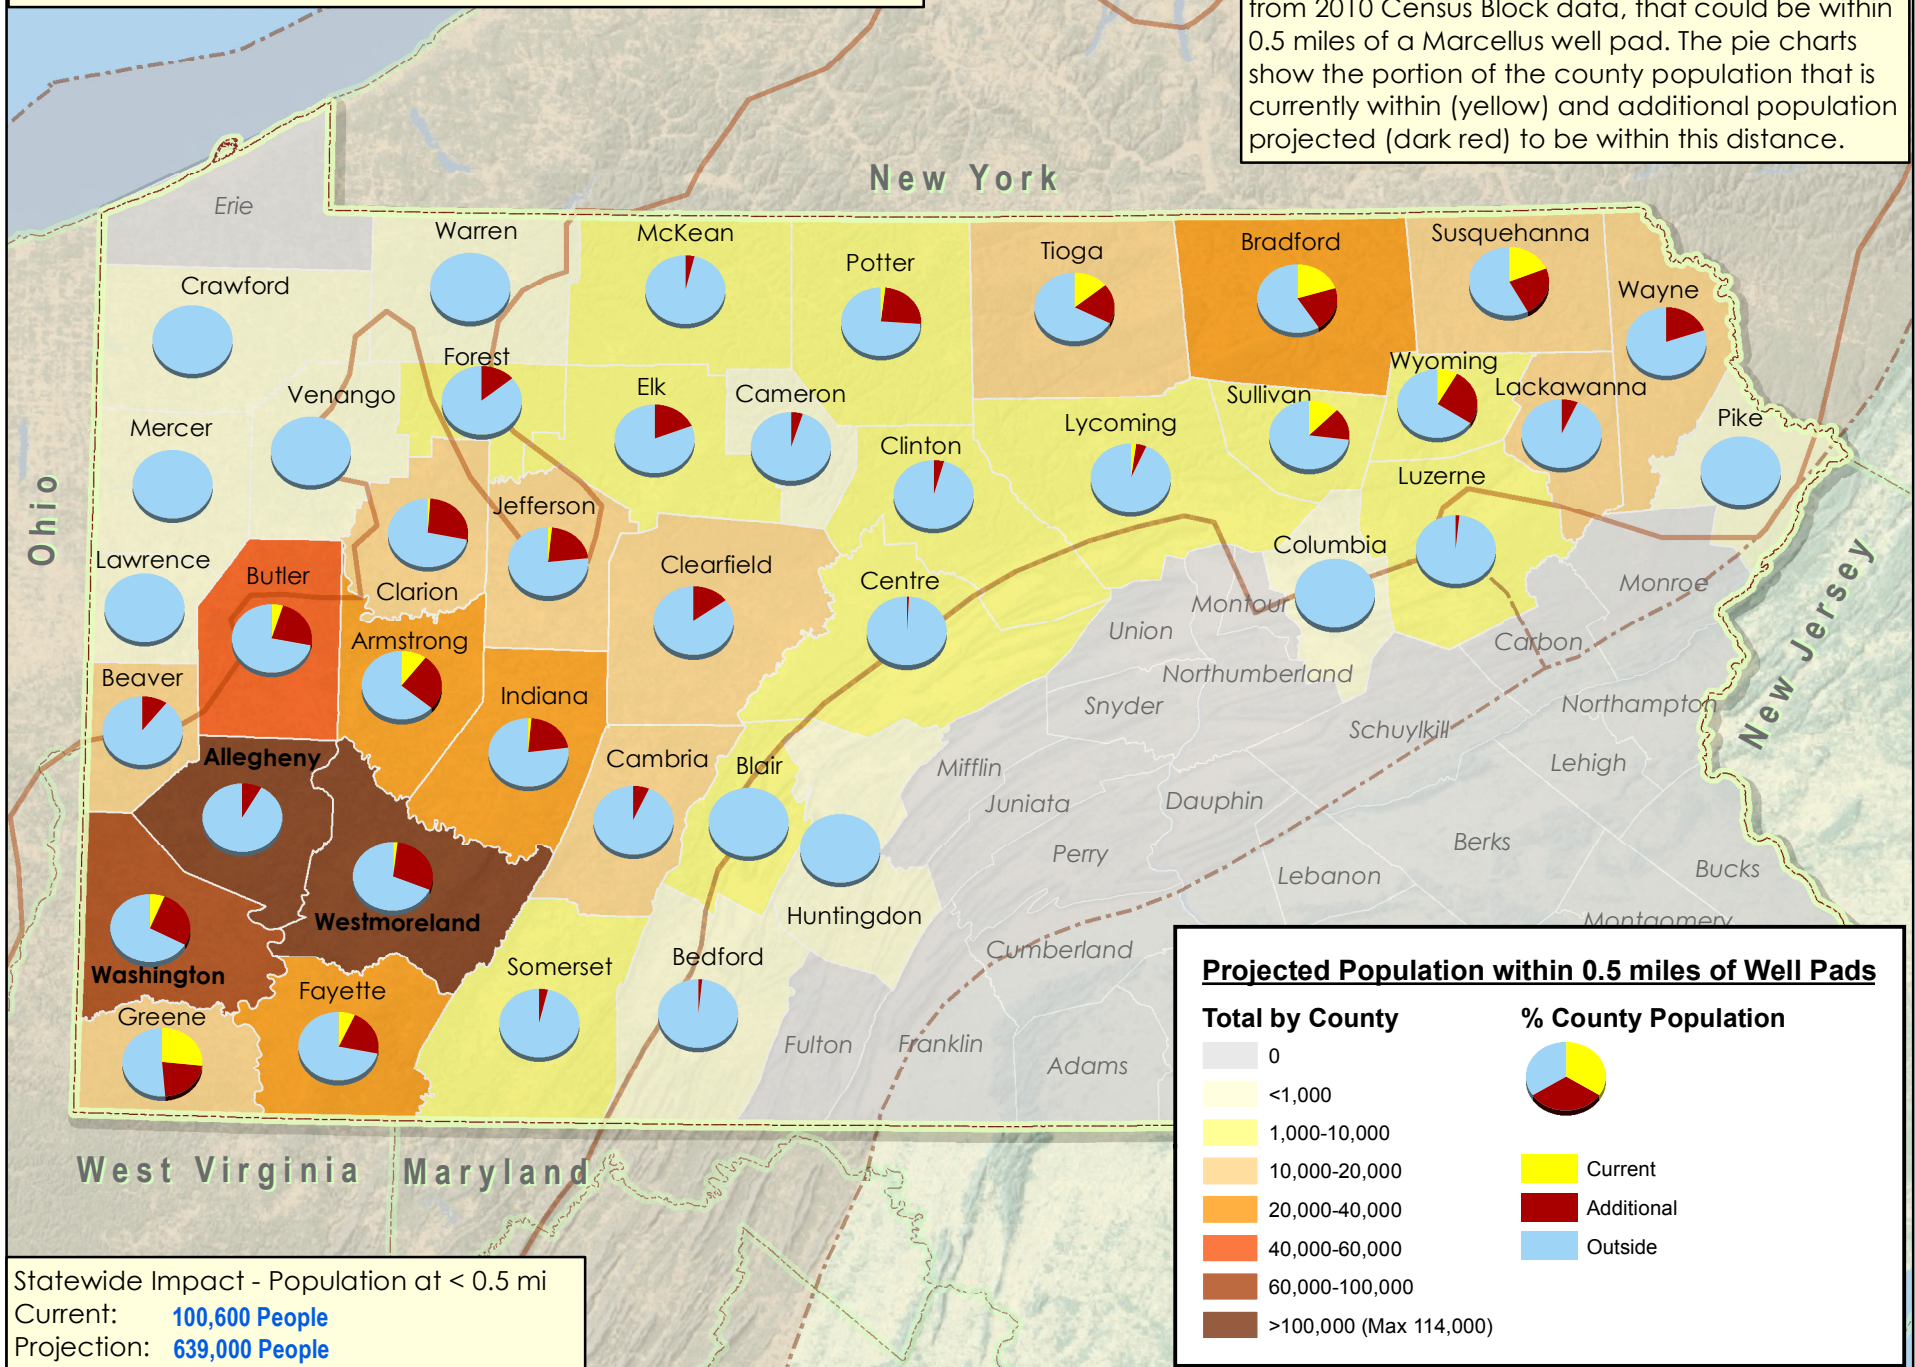 from 2010 Census Block data, that could be within
0.5 miles of a Marcellus well pad. The pie charts
show the portion of the county population that is
currently within (yellow) and additional population
projected (dark red) to be within this distance.
New York
Erie
Warren
McKean
Potter
Tioga
Bradford
Susquehanna
Wayne
Crawford
Forest
Venango
Elk
Cameron
Wyoming
Lackawanna
Sullivan
Pike
Mercer
Clinton
Lycoming
Luzerne
Ohio
Jefferson
Lawrence
Butler
Clarion
Clearfield
Centre
Columbia
Monroe
Montour
Union
Carbon
New Jersey
Armstrong
Beaver
Indiana
Northumberland
Snyder
Northampton
Schuylkill
Allegheny
Cambria
Blair
Mifflin
Lehigh
Juniata
Dauphin
Perry
Berks
Bucks
Lebanon
Huntingdon
Montgomery
Westmoreland
Washington
Cumberland
Somerset
Bedford
Fayette
Greene
Fulton
Franklin
Adams
West Virginia
Maryland
Projected Population within 0.5 miles of Well Pads
Total by County
% County Population
0
<1,000
1,000-10,000
10,000-20,000
20,000-40,000
40,000-60,000
60,000-100,000
>100,000 (Max 114,000)
Current
Additional
Outside
Statewide Impact - Population at < 0.5 mi
Current: 100,600 People
Projection: 639,000 People